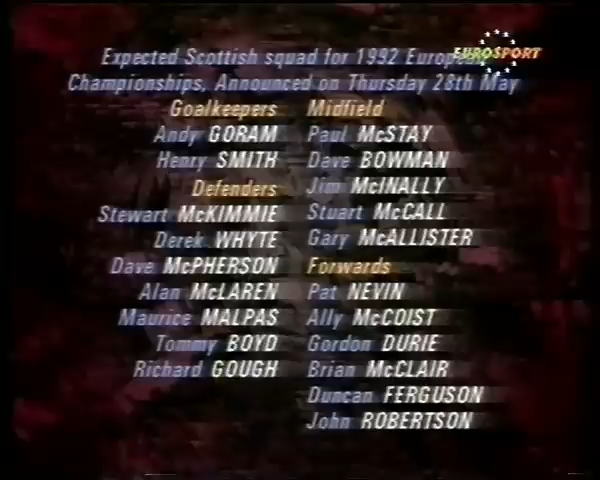 EUROSPORT
Expected Scottish squad for 1992 European
Championships, Announced on Thursday 28th May
Goalkeepers
Andy GORAM
Henry SMITH
Defenders
Stewart McKIMMIE
Derek WHYTE
Dave McPHERSON
Alan McLAREN
Maurice MALPAS
Tommy BOYD
Richard GOUGH
Midfield
Paul McSTAY
Dave BOWMAN
Jim McINALLY
Stuart McCALL
Gary McALLISTER
Forwards
Pat NEVIN
Ally McCOIST
Gordon DURIE
Brian McCLAIR
Duncan FERGUSON
John ROBERTSON